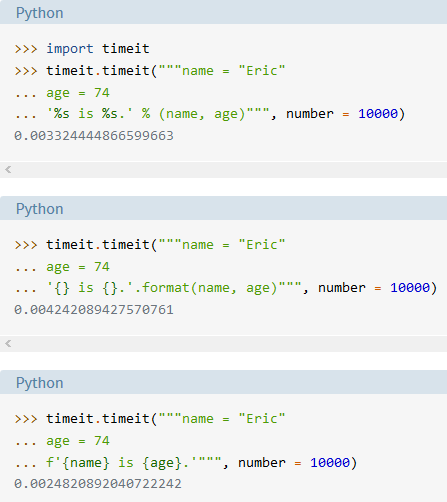 Python
>>> import timeit
>>> timeit.timeit("""name = "Eric"
... age = 74
... '%s is %s.' % (name, age)""", number = 10000)
0.003324444866599663
Python
>>> timeit.timeit("""name = "Eric"
... age = 74
... '{} is {}.'.format(name, age)""", number = 10000)
0.004242089427570761
Python
>>> timeit.timeit("""name = "Eric"
... age = 74
... f'{name} is {age}.'""", number = 10000)
0.0024820892040722242